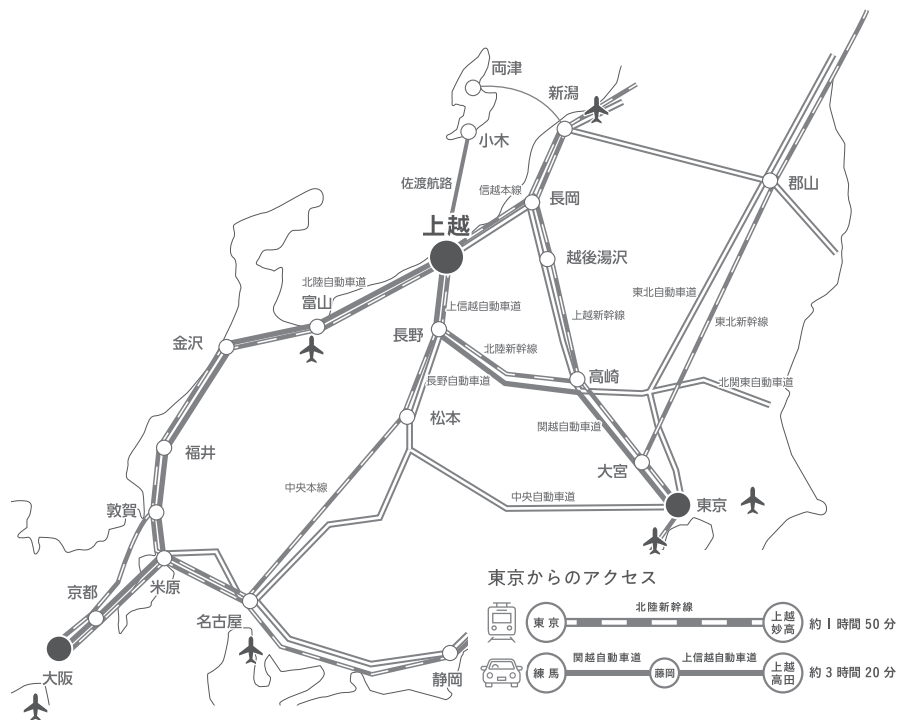 両津
新潟
小木
佐渡航路
信越本線
長岡
郡山
上越
越後湯沢
北陸自動車道
富山
上信越自動車道
東北自動車道
上越新幹線
東北新幹線
金沢
長野
北陸新幹線
高崎
長野自動車道
北関東自動車道
松本
関越自動車道
福井
大宮
中央本線
中央自動車道
東京
敦賀
米原
京都
名古屋
大阪
静岡
東京からのアクセス
北陸新幹線
東京
上越
妙高
約1時間50分
関越自動車道
上信越自動車道
練馬
藤岡
上越
高田
約3時間20分